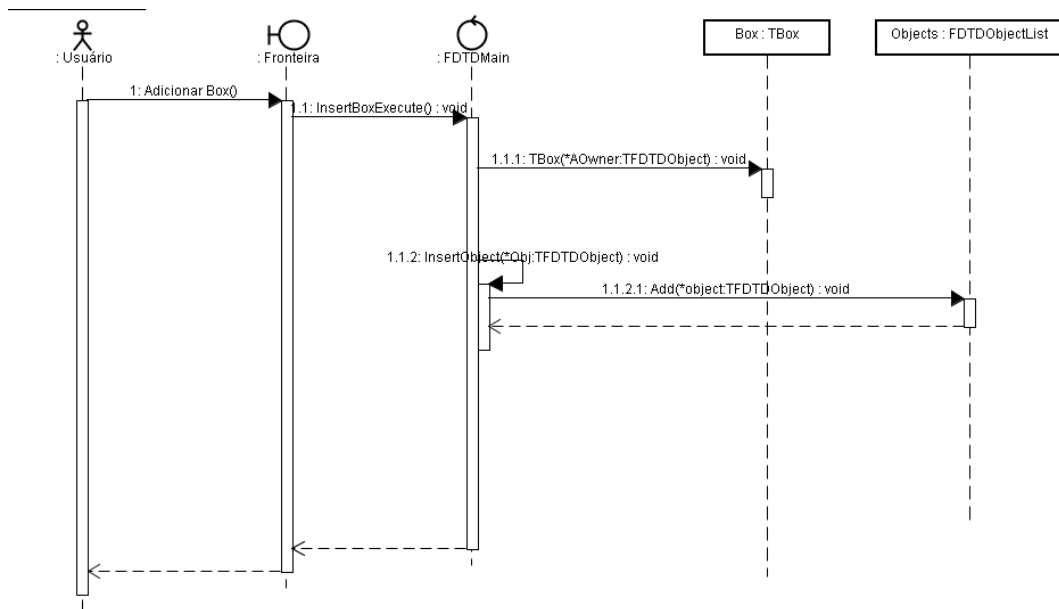 : Usuário
: Fronteira
: FDTDMain
Box : TBox
Objects : FDTDObjectList
1: Adicionar Box()
1.1: InsertBoxExecute() : void
1.1.1: TBox(*AOwner:TFDTDObject) : void
1.1.2: InsertObject(*Obj:TFDTDObject) : void
1.1.2.1: Add(*object:TFDTDObject) : void